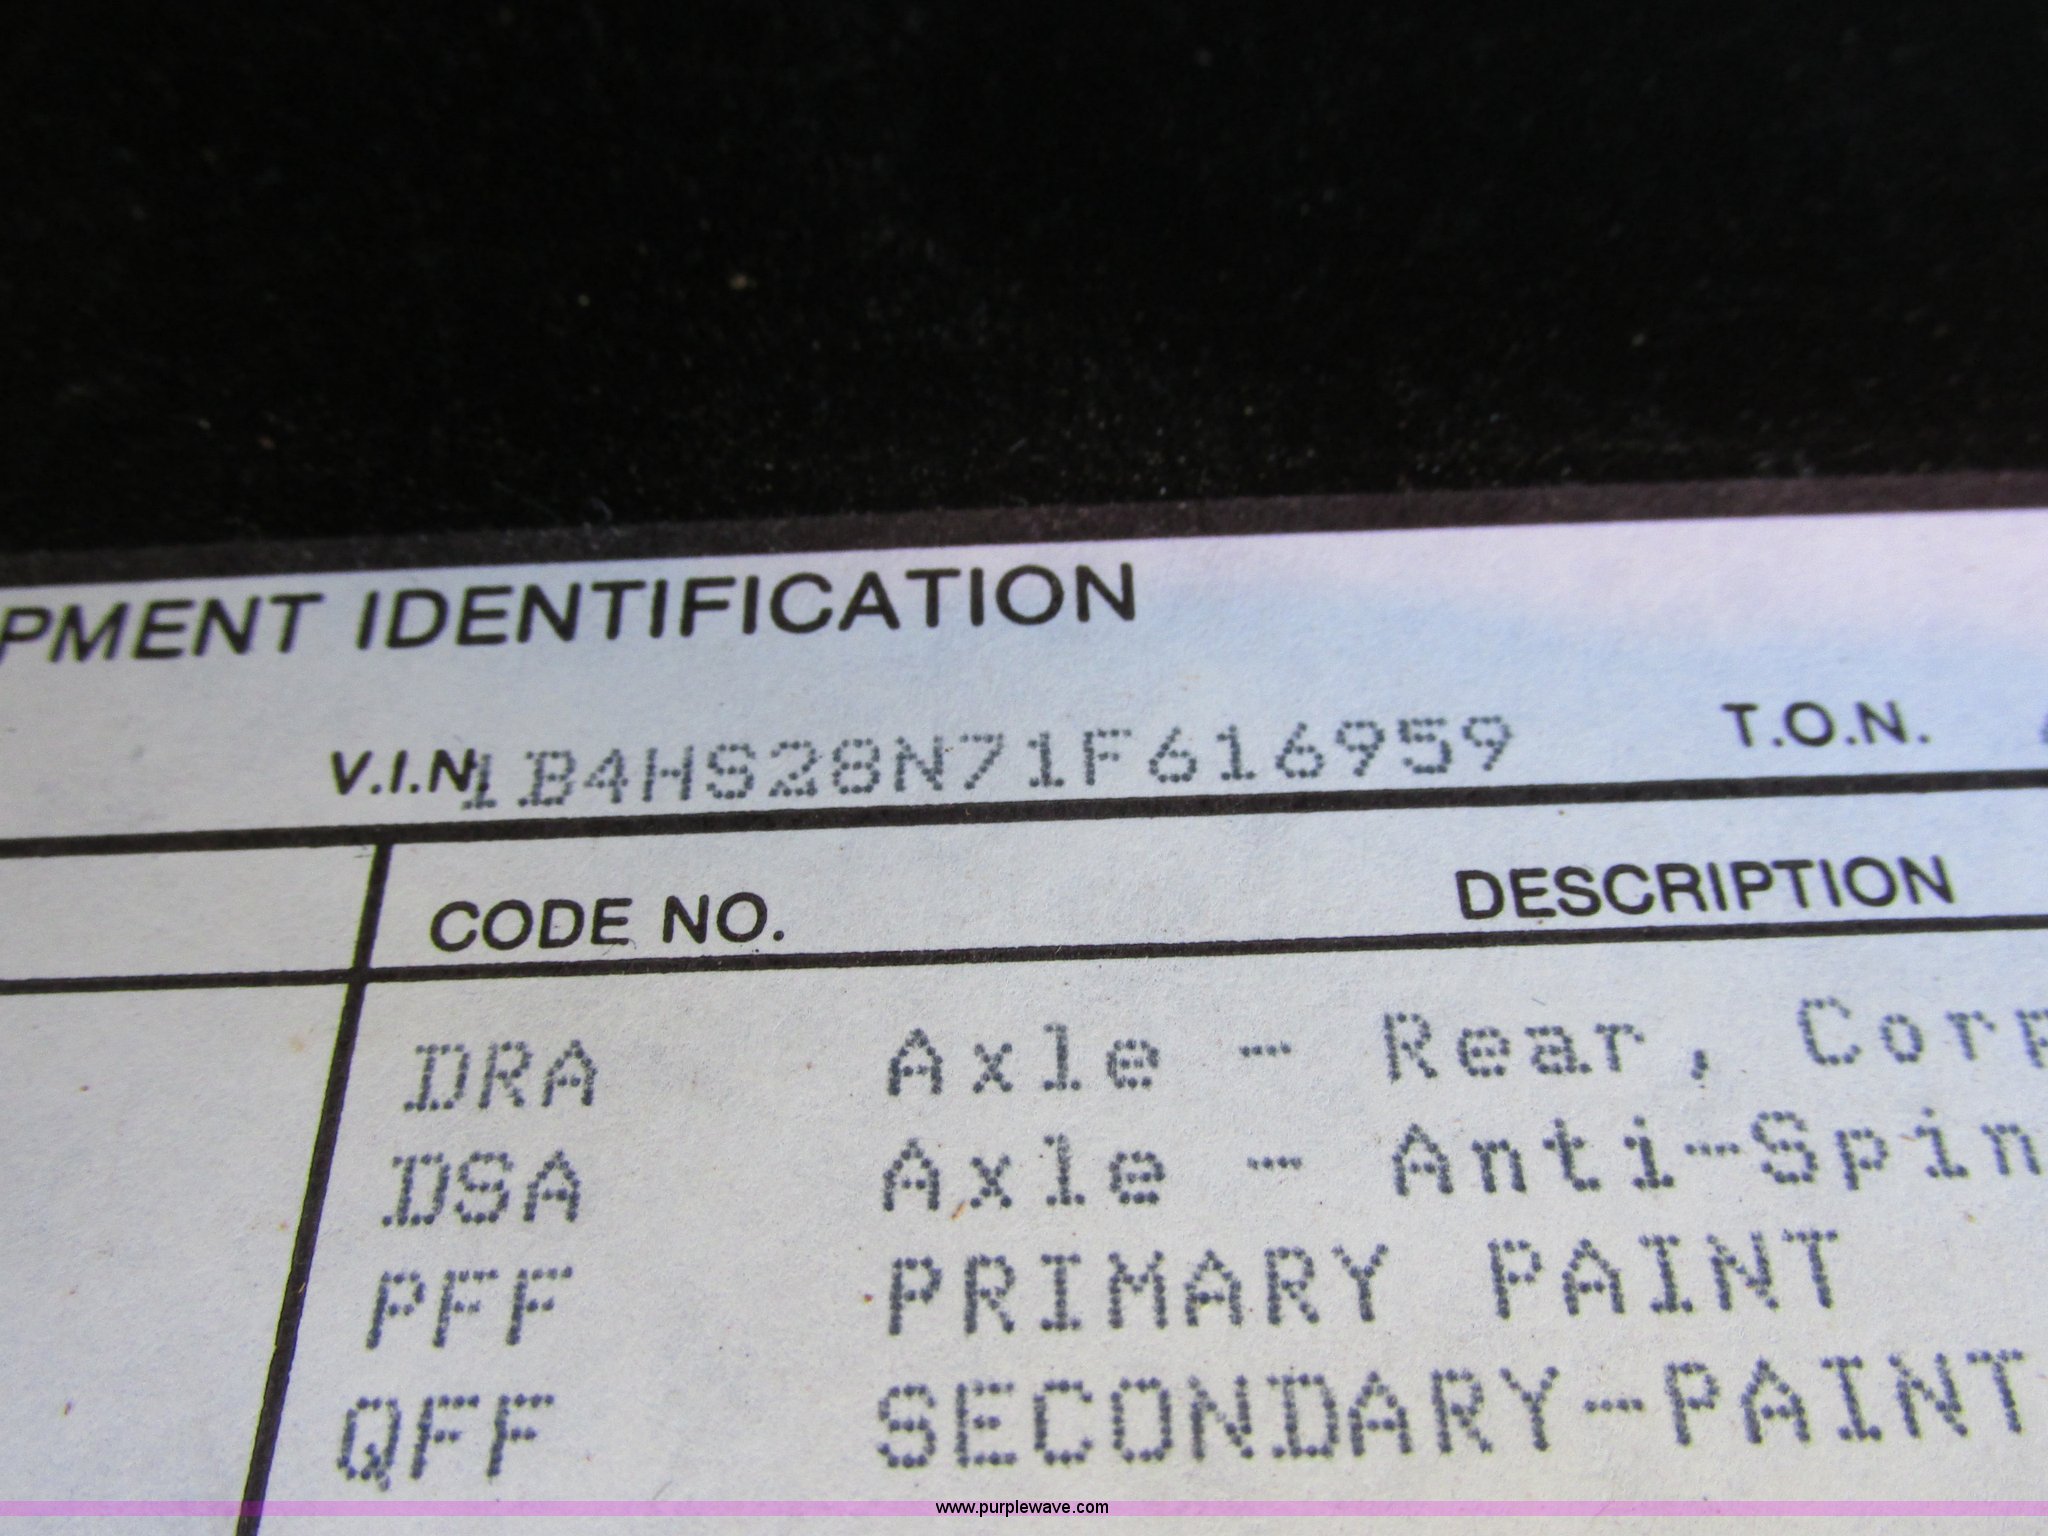 PMENT IDENTIFICATION
V.I.N 1B4HS28N71F616959 T.O.N.
CODE NO. DESCRIPTION
DRA Axle - Rear, Corp
DSA Axle - Anti-Spin
PFF PRIMARY PAINT
QFF SECONDARY-PAINT
www.purplewave.com